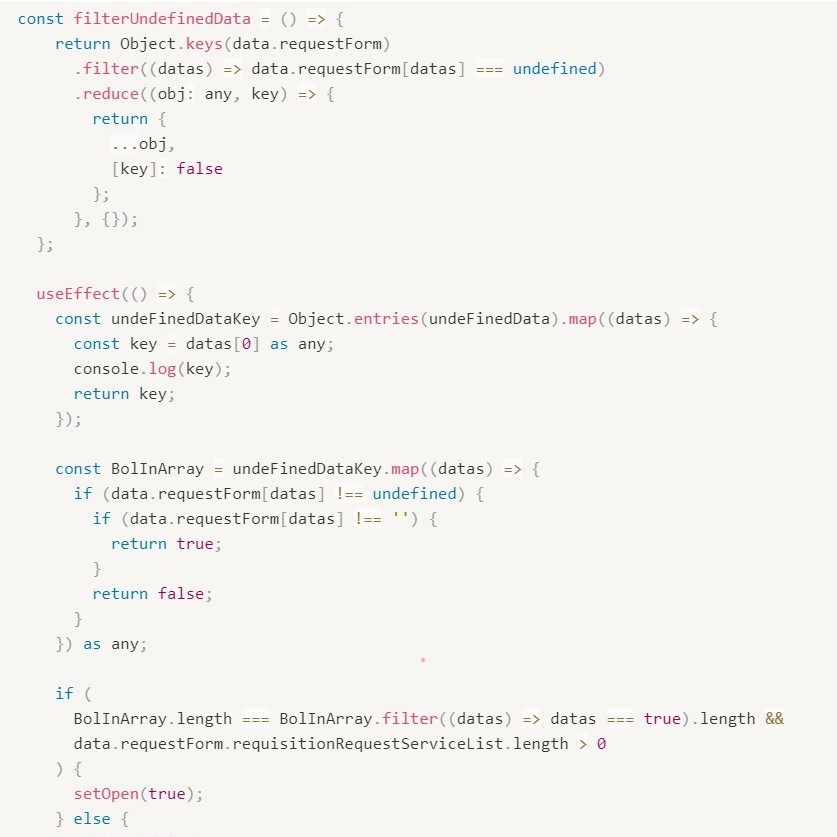 const filterUndefinedData = () => {
    return Object.keys(data.requestForm)
      .filter((datas) => data.requestForm[datas] === undefined)
      .reduce((obj: any, key) => {
        return {
          ...obj,
          [key]: false
        };
      }, {});
  };

  useEffect(() => {
    const undeFinedDataKey = Object.entries(undeFinedData).map((datas) => {
      const key = datas[0] as any;
      console.log(key);
      return key;
    });

    const BolInArray = undeFinedDataKey.map((datas) => {
      if (data.requestForm[datas] !== undefined) {
        if (data.requestForm[datas] !== '') {
          return true;
        }
        return false;
      }
    }) as any;

    if (
      BolInArray.length === BolInArray.filter((datas) => datas === true).length &&
      data.requestForm.requisitionRequestServiceList.length > 0
    ) {
      setOpen(true);
    } else {